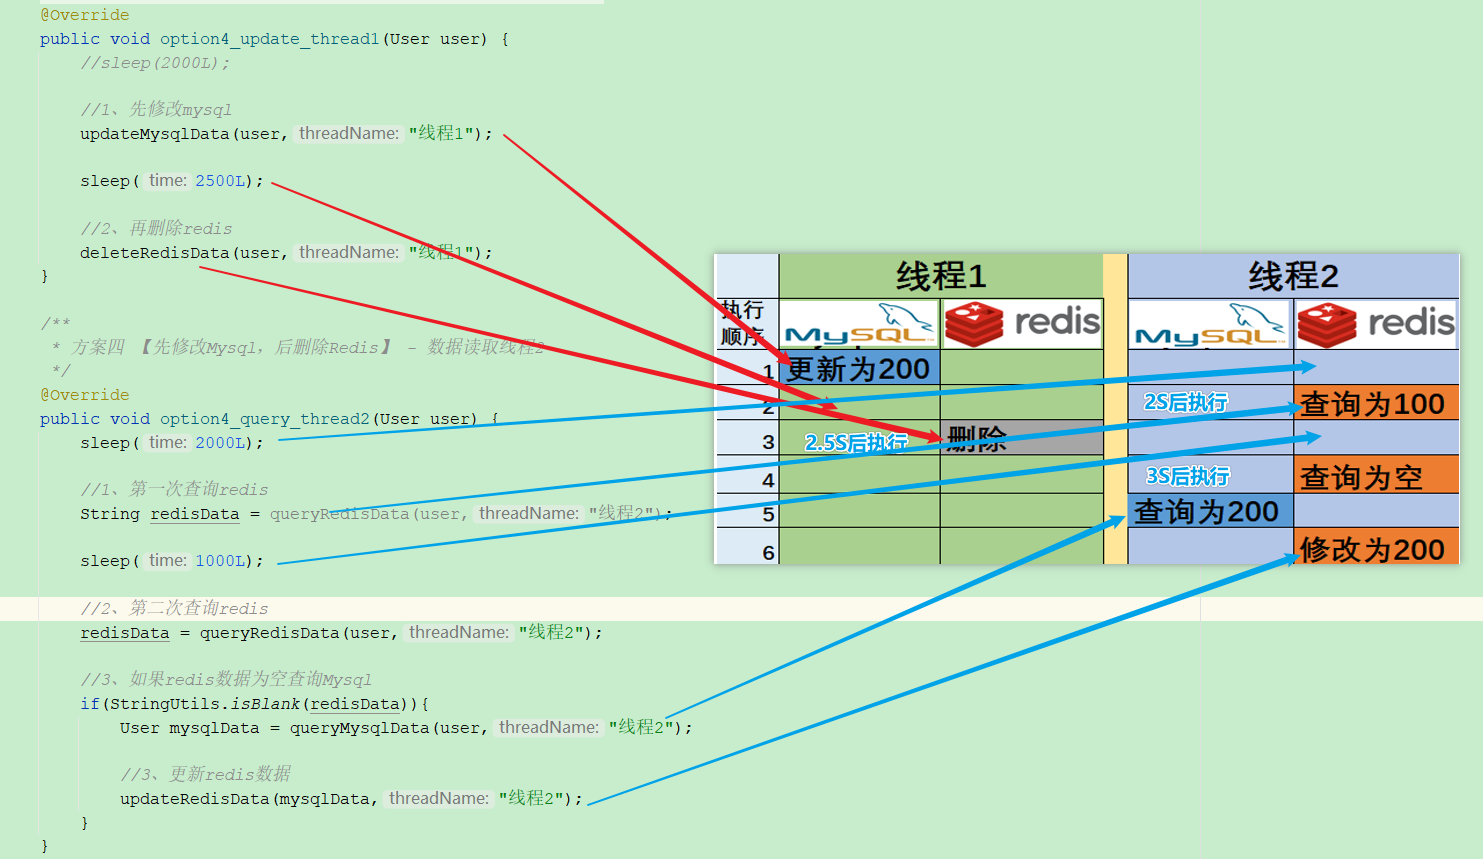 @Override
public void option4_update_thread1(User user) {
//sleep(2000L);
//1、先修改mysql
updateMysqlData(user, threadName: "线程1");
sleep( time: 2500L);
//2、再删除redis
deleteRedisData(user, threadName: "线程1");
}
/**
* 方案四 【先修改Mysql，后删除Redis】 - 数据读取线程2
*/
@Override
public void option4_query_thread2(User user) {
sleep( time: 2000L);
//1、第一次查询redis
String redisData = queryRedisData(user, threadName: "线程2");
sleep( time: 1000L);
//2、第二次查询redis
redisData = queryRedisData(user, threadName: "线程2");
//3、如果redis数据为空查询Mysql
if(StringUtils.isBlank(redisData)){
User mysqlData = queryMysqlData(user, threadName: "线程2");
//3、更新redis数据
updateRedisData(mysqlData, threadName: "线程2");
}
}
线程1 线程2
执行
顺序 MySQL redis MySQL redis
1 更新为200
2 2S后执行 查询为100
3 2.5S后执行 删除
4 3S后执行 查询为空
5 查询为200
6 修改为200